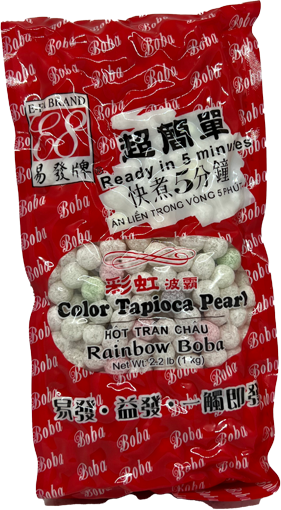 E-FA BRAND
88
易發牌
超簡單
Ready in 5 minutes
快煮5分鐘
ĂN LIỀN TRONG VÒNG 5 PHÚT
彩虹波霸
Color Tapioca Pearl
HỘT TRÂN CHÂU
Rainbow Boba
Net Wt. 2.2 lb (1 kg)
易發・益發・一觸即發
Boba